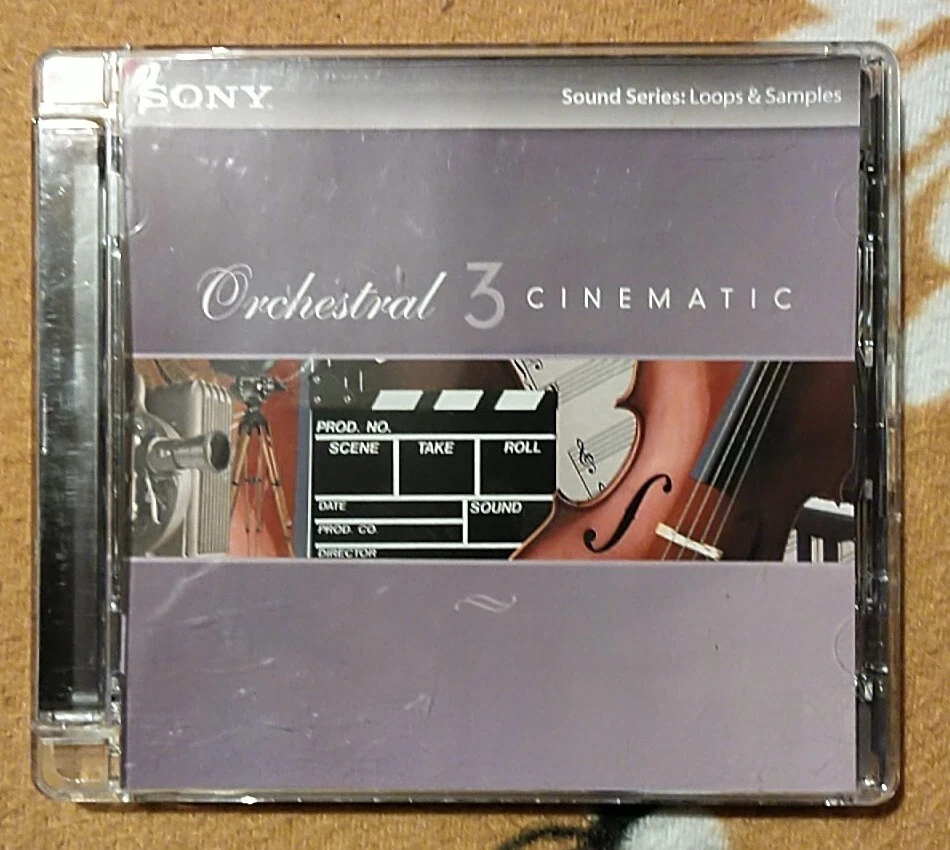 SONY
Sound Series: Loops & Samples
Orchestral 3 CINEMATIC
PROD. NO.
SCENE TAKE ROLL
DATE
SOUND
PROD. CO.
DIRECTOR